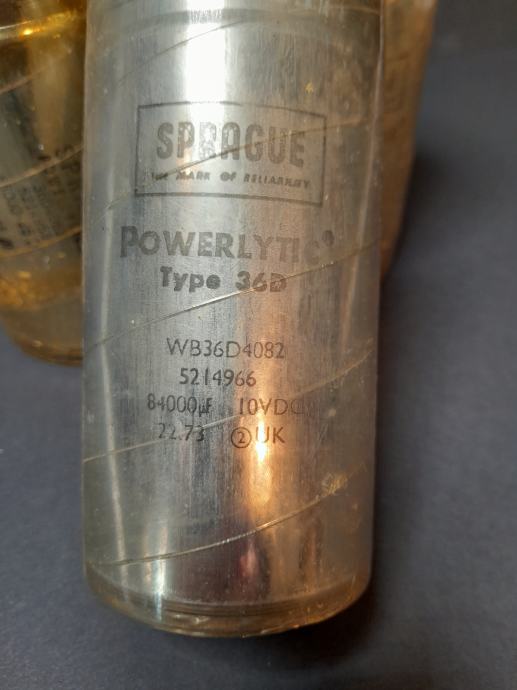 SPRAGUE
THE MARK OF RELIABILITY
POWERLYTIC®
Type 36D
WB36D4082
5214966
84000µF 10VDC
22.73 ②UK